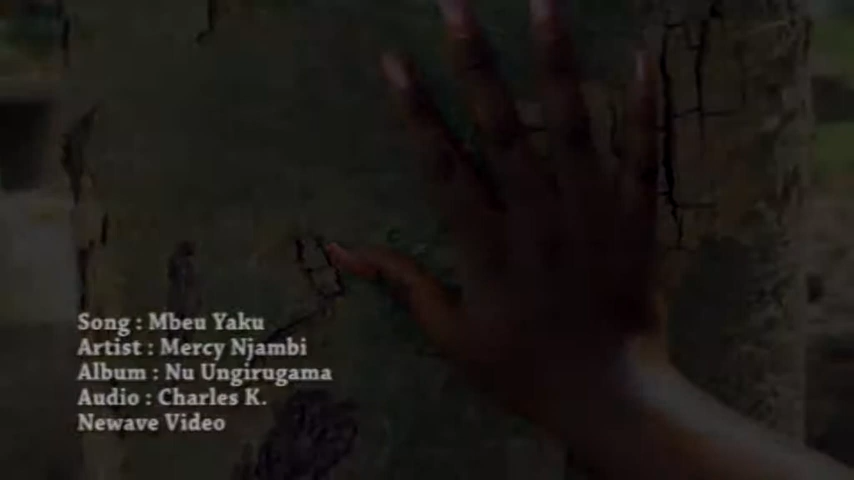 Song : Mbeu Yaku
Artist : Mercy Njambi
Album : Nu Ungirugama
Audio : Charles K.
Newave Video